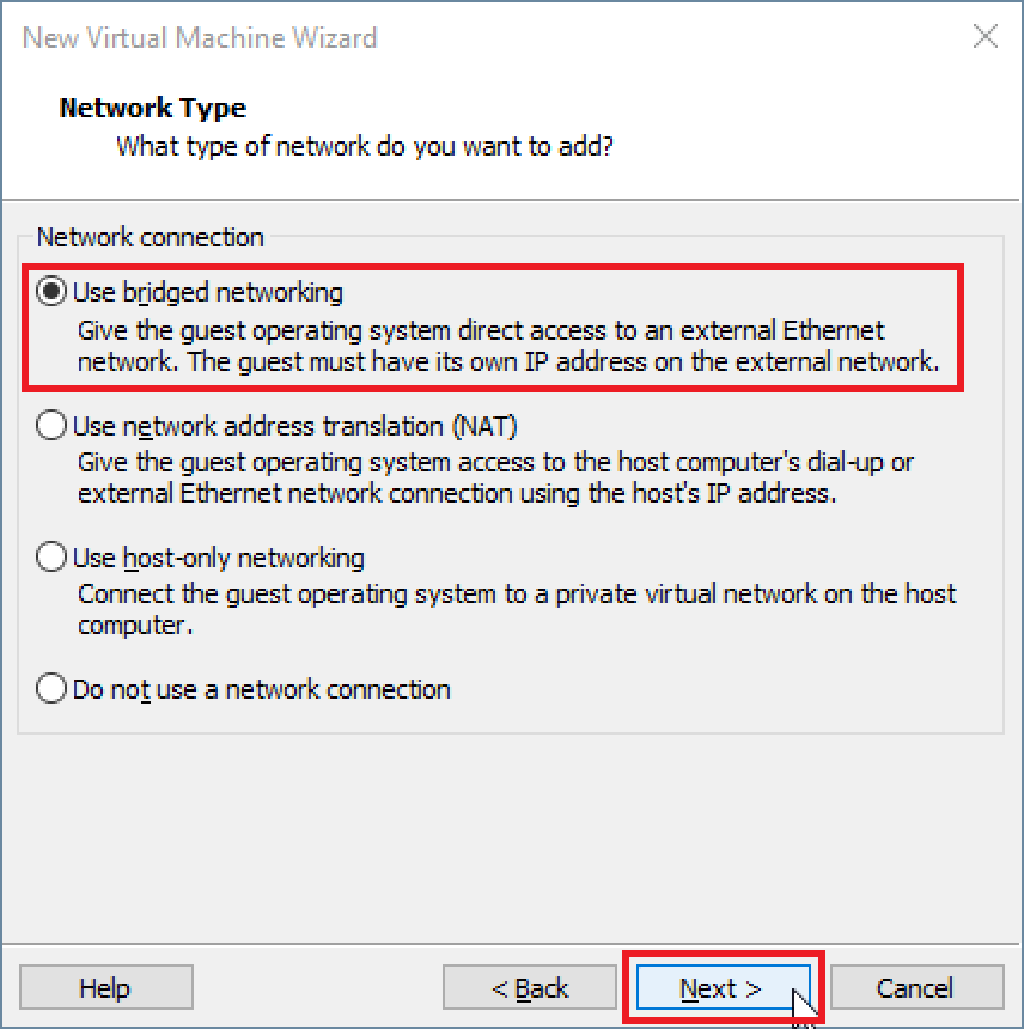 New Virtual Machine Wizard
Network Type
What type of network do you want to add?
Network connection
Use bridged networking
Give the guest operating system direct access to an external Ethernet
network. The guest must have its own IP address on the external network.
Use network address translation (NAT)
Give the guest operating system access to the host computer's dial-up or
external Ethernet network connection using the host's IP address.
Use host-only networking
Connect the guest operating system to a private virtual network on the host
computer.
Do not use a network connection
Help
< Back
Next >
Cancel